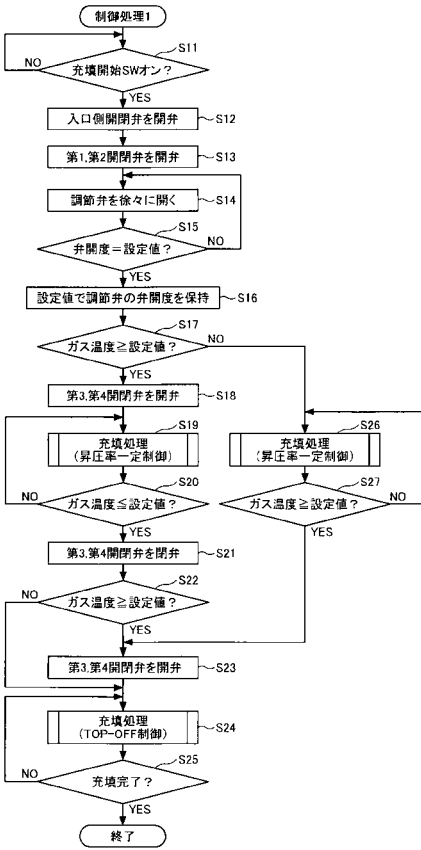 制御処理1
S11
充填開始SWオン?
NO
YES
入口側開閉弁を開弁
S12
第1,第2開閉弁を開弁
S13
調節弁を徐々に開く
S14
S15
弁開度=設定値?
NO
YES
設定値で調節弁の弁開度を保持
S16
S17
ガス温度≧設定値?
NO
YES
第3,第4開閉弁を開弁
S18
S19
充填処理
(昇圧率一定制御)
S20
ガス温度≦設定値?
NO
YES
S26
充填処理
(昇圧率一定制御)
S27
ガス温度≧設定値?
NO
YES
第3,第4開閉弁を閉弁
S21
S22
ガス温度≧設定値?
NO
YES
第3,第4開閉弁を開弁
S23
充填処理
(TOP-OFF制御)
S24
S25
充填完了?
NO
YES
終了